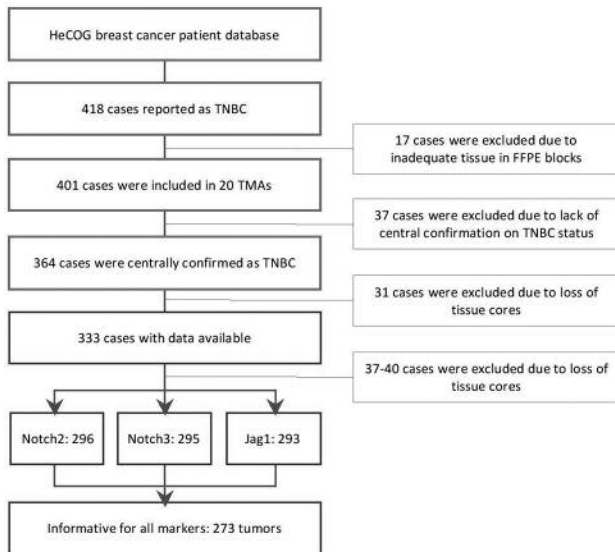 HeCOG breast cancer patient database
418 cases reported as TNBC
17 cases were excluded due to
inadequate tissue in FFPE blocks
401 cases were included in 20 TMAs
37 cases were excluded due to lack of
central confirmation on TNBC status
364 cases were centrally confirmed as TNBC
31 cases were excluded due to loss of
tissue cores
333 cases with data available
37-40 cases were excluded due to loss of
tissue cores
Notch2: 296
Notch3: 295
Jag1: 293
Informative for all markers: 273 tumors